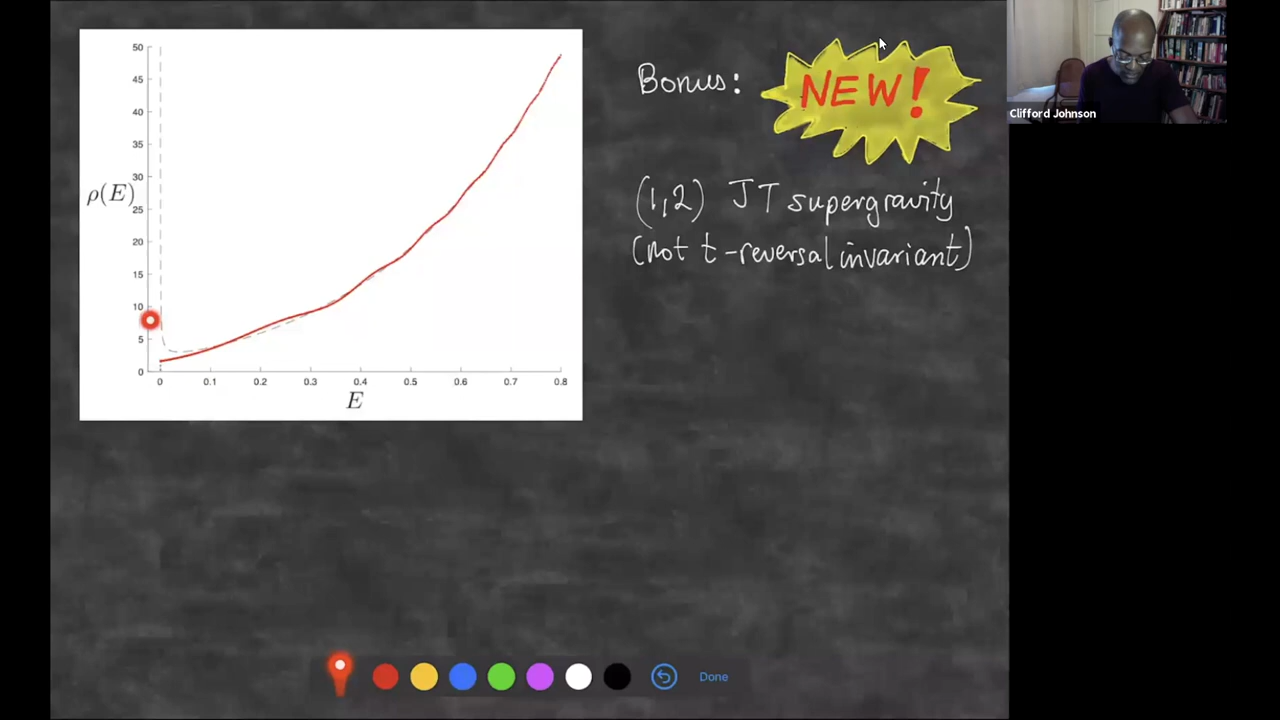 50
45
40
35
30
25
20
15
10
5
0
ρ(E)
0 0.1 0.2 0.3 0.4 0.5 0.6 0.7 0.8
E
Bonus: NEW!
(1,2) JT supergravity
(not t-reversal invariant)
Clifford Johnson
Done